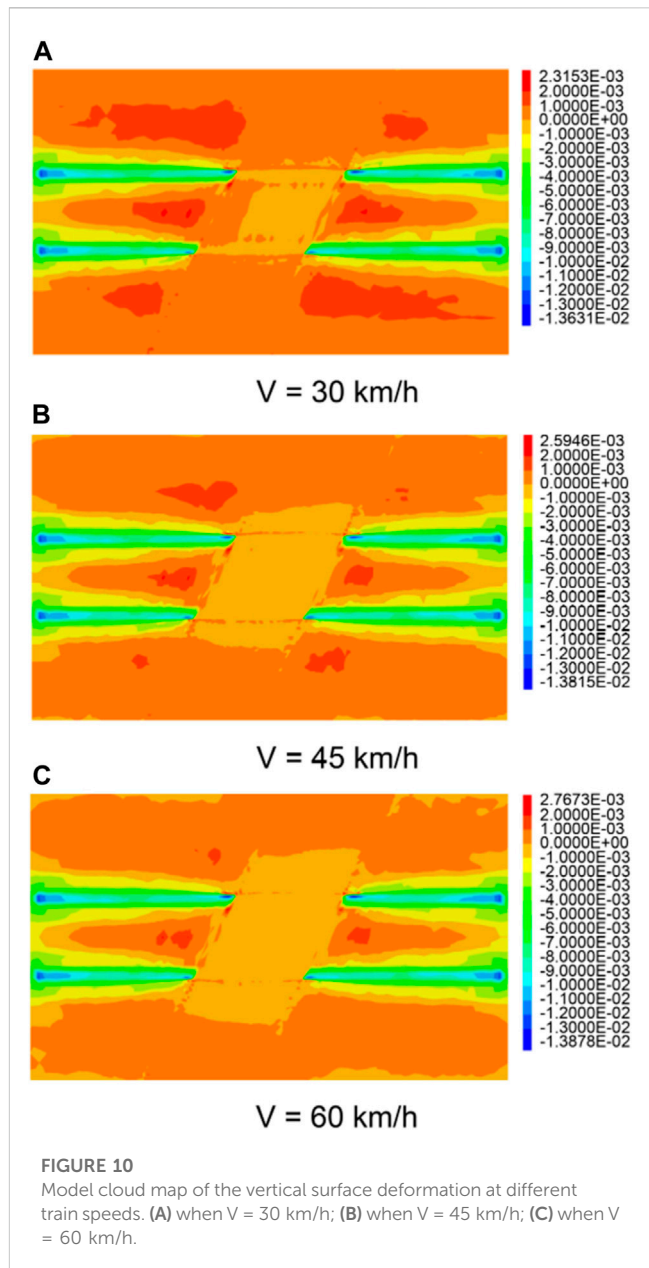 A
2.3153E-03
2.0000E-03
1.0000E-03
0.0000E+00
-1.0000E-03
-2.0000E-03
-3.0000E-03
-4.0000E-03
-5.0000E-03
-6.0000E-03
-7.0000E-03
-8.0000E-03
-9.0000E-03
-1.0000E-02
-1.1000E-02
-1.2000E-02
-1.3000E-02
-1.3631E-02
V = 30 km/h
B
2.5946E-03
2.0000E-03
1.0000E-03
0.0000E+00
-1.0000E-03
-2.0000E-03
-3.0000E-03
-4.0000E-03
-5.0000E-03
-6.0000E-03
-7.0000E-03
-8.0000E-03
-9.0000E-03
-1.0000E-02
-1.1000E-02
-1.2000E-02
-1.3000E-02
-1.3815E-02
V = 45 km/h
C
2.7673E-03
2.0000E-03
1.0000E-03
0.0000E+00
-1.0000E-03
-2.0000E-03
-3.0000E-03
-4.0000E-03
-5.0000E-03
-6.0000E-03
-7.0000E-03
-8.0000E-03
-9.0000E-03
-1.0000E-02
-1.1000E-02
-1.2000E-02
-1.3000E-02
-1.3878E-02
V = 60 km/h
FIGURE 10
Model cloud map of the vertical surface deformation at different
train speeds. (A) when V = 30 km/h; (B) when V = 45 km/h; (C) when V
= 60 km/h.